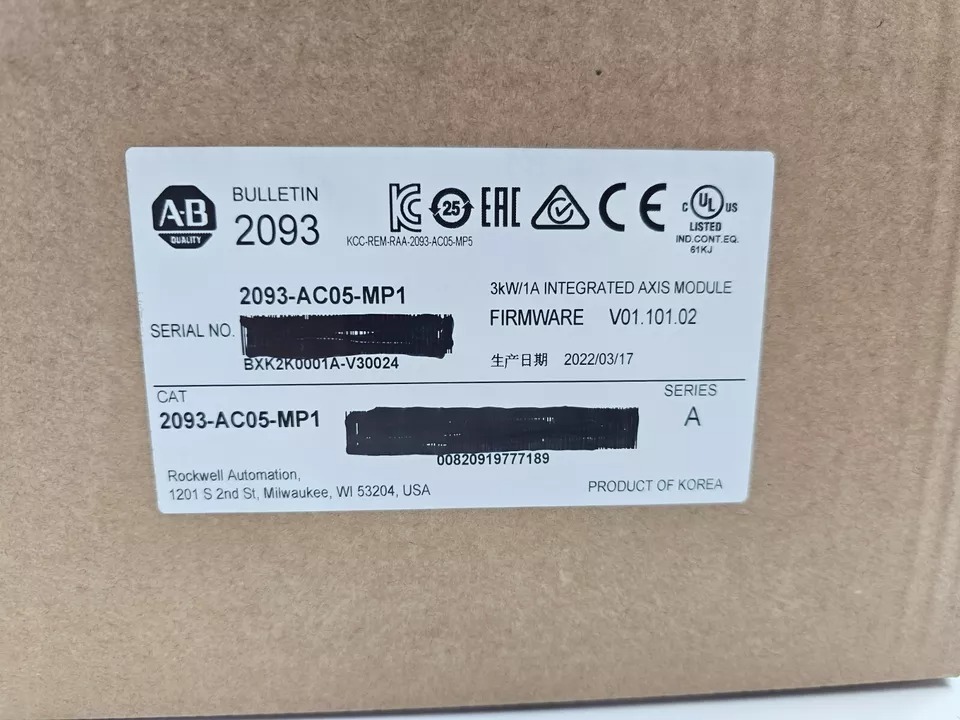 A-B
QUALITY
BULLETIN
2093
25
EAC
CE
c UL us
LISTED
IND.CONT.EQ.
61KJ
KCC-REM-RAA-2093-AC05-MP5
2093-AC05-MP1
3kW/1A INTEGRATED AXIS MODULE
SERIAL NO.
FIRMWARE V01.101.02
BXK2K0001A-V30024
生产日期 2022/03/17
CAT
SERIES
2093-AC05-MP1
A
00820919777189
Rockwell Automation,
1201 S 2nd St, Milwaukee, WI 53204, USA
PRODUCT OF KOREA